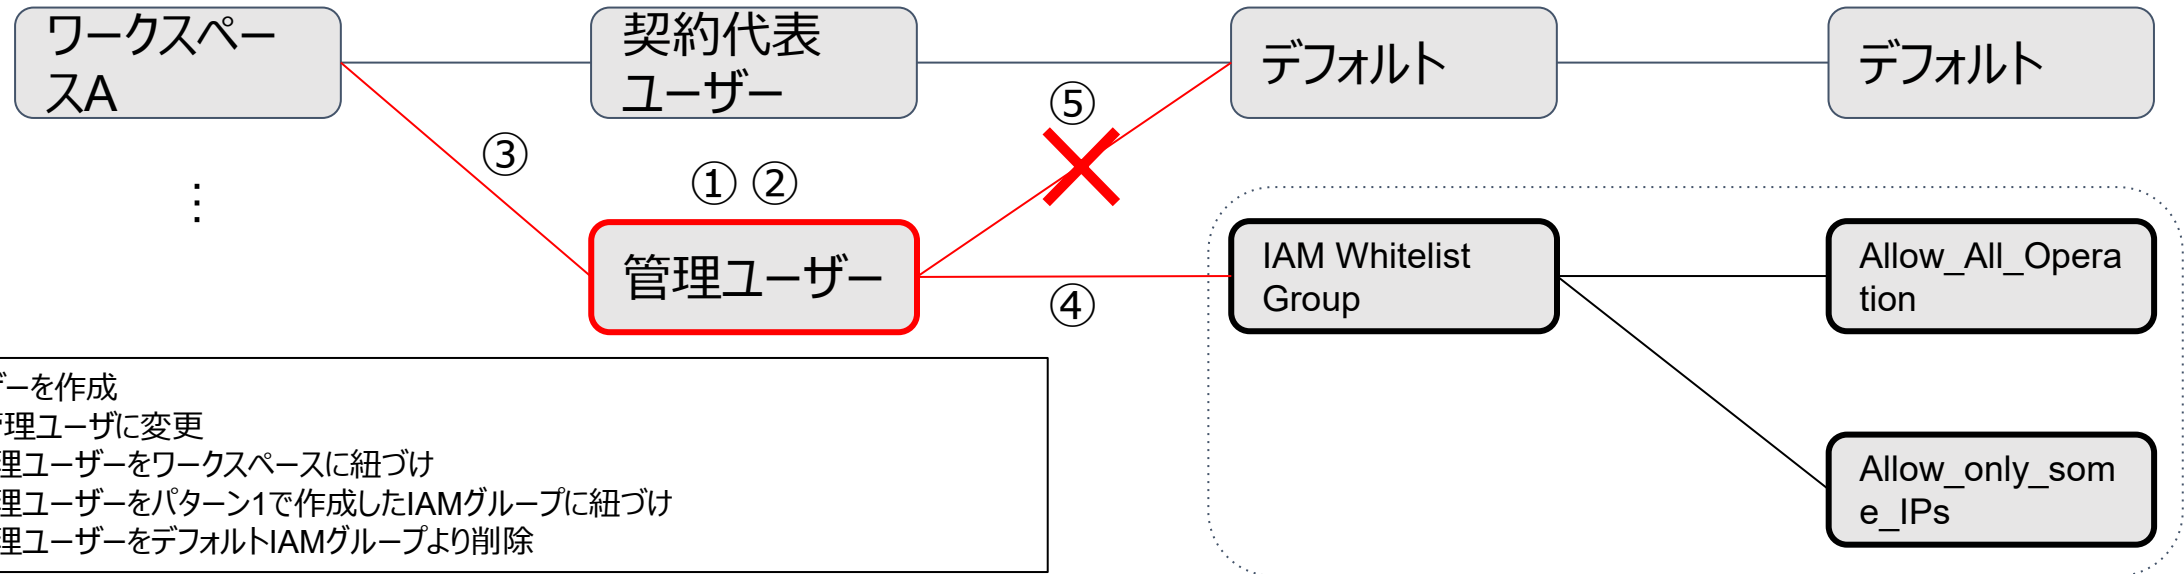 ワークスペー
スA
契約代表
ユーザー
デフォルト
デフォルト
⑤
③
① ②
⋮
管理ユーザー
④
IAM Whitelist
Group
Allow_All_Opera
tion
Allow_only_som
e_IPs
ーを作成
理ユーザに変更
理ユーザーをワークスペースに紐づけ
理ユーザーをパターン1で作成したIAMグループに紐づけ
理ユーザーをデフォルトIAMグループより削除